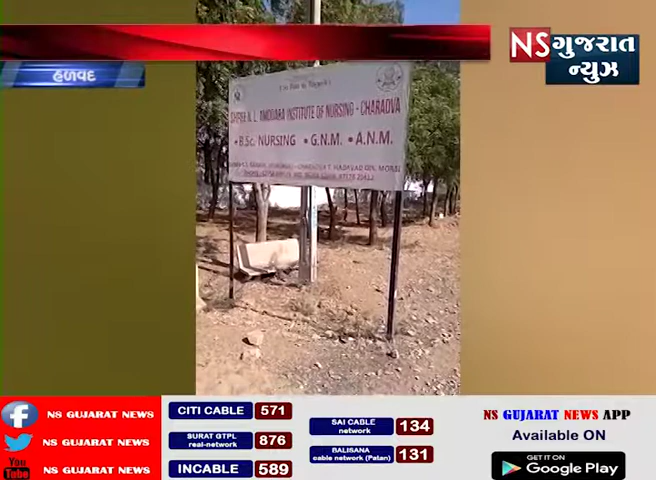 NS ગુજરાત
ન્યુઝ
હળવદ
INSTITUTE OF NURSING - CHARADVA
• B.Sc. NURSING • G.N.M. • A.N.M.
NS GUJARAT NEWS
NS GUJARAT NEWS
You Tube NS GUJARAT NEWS
CITI CABLE 571
SURAT GTPL
real-network 876
INCABLE 589
SAI CABLE
network 134
BALISANA
cable network (Patan) 131
NS GUJARAT NEWS APP
Available ON
GET IT ON
Google Play